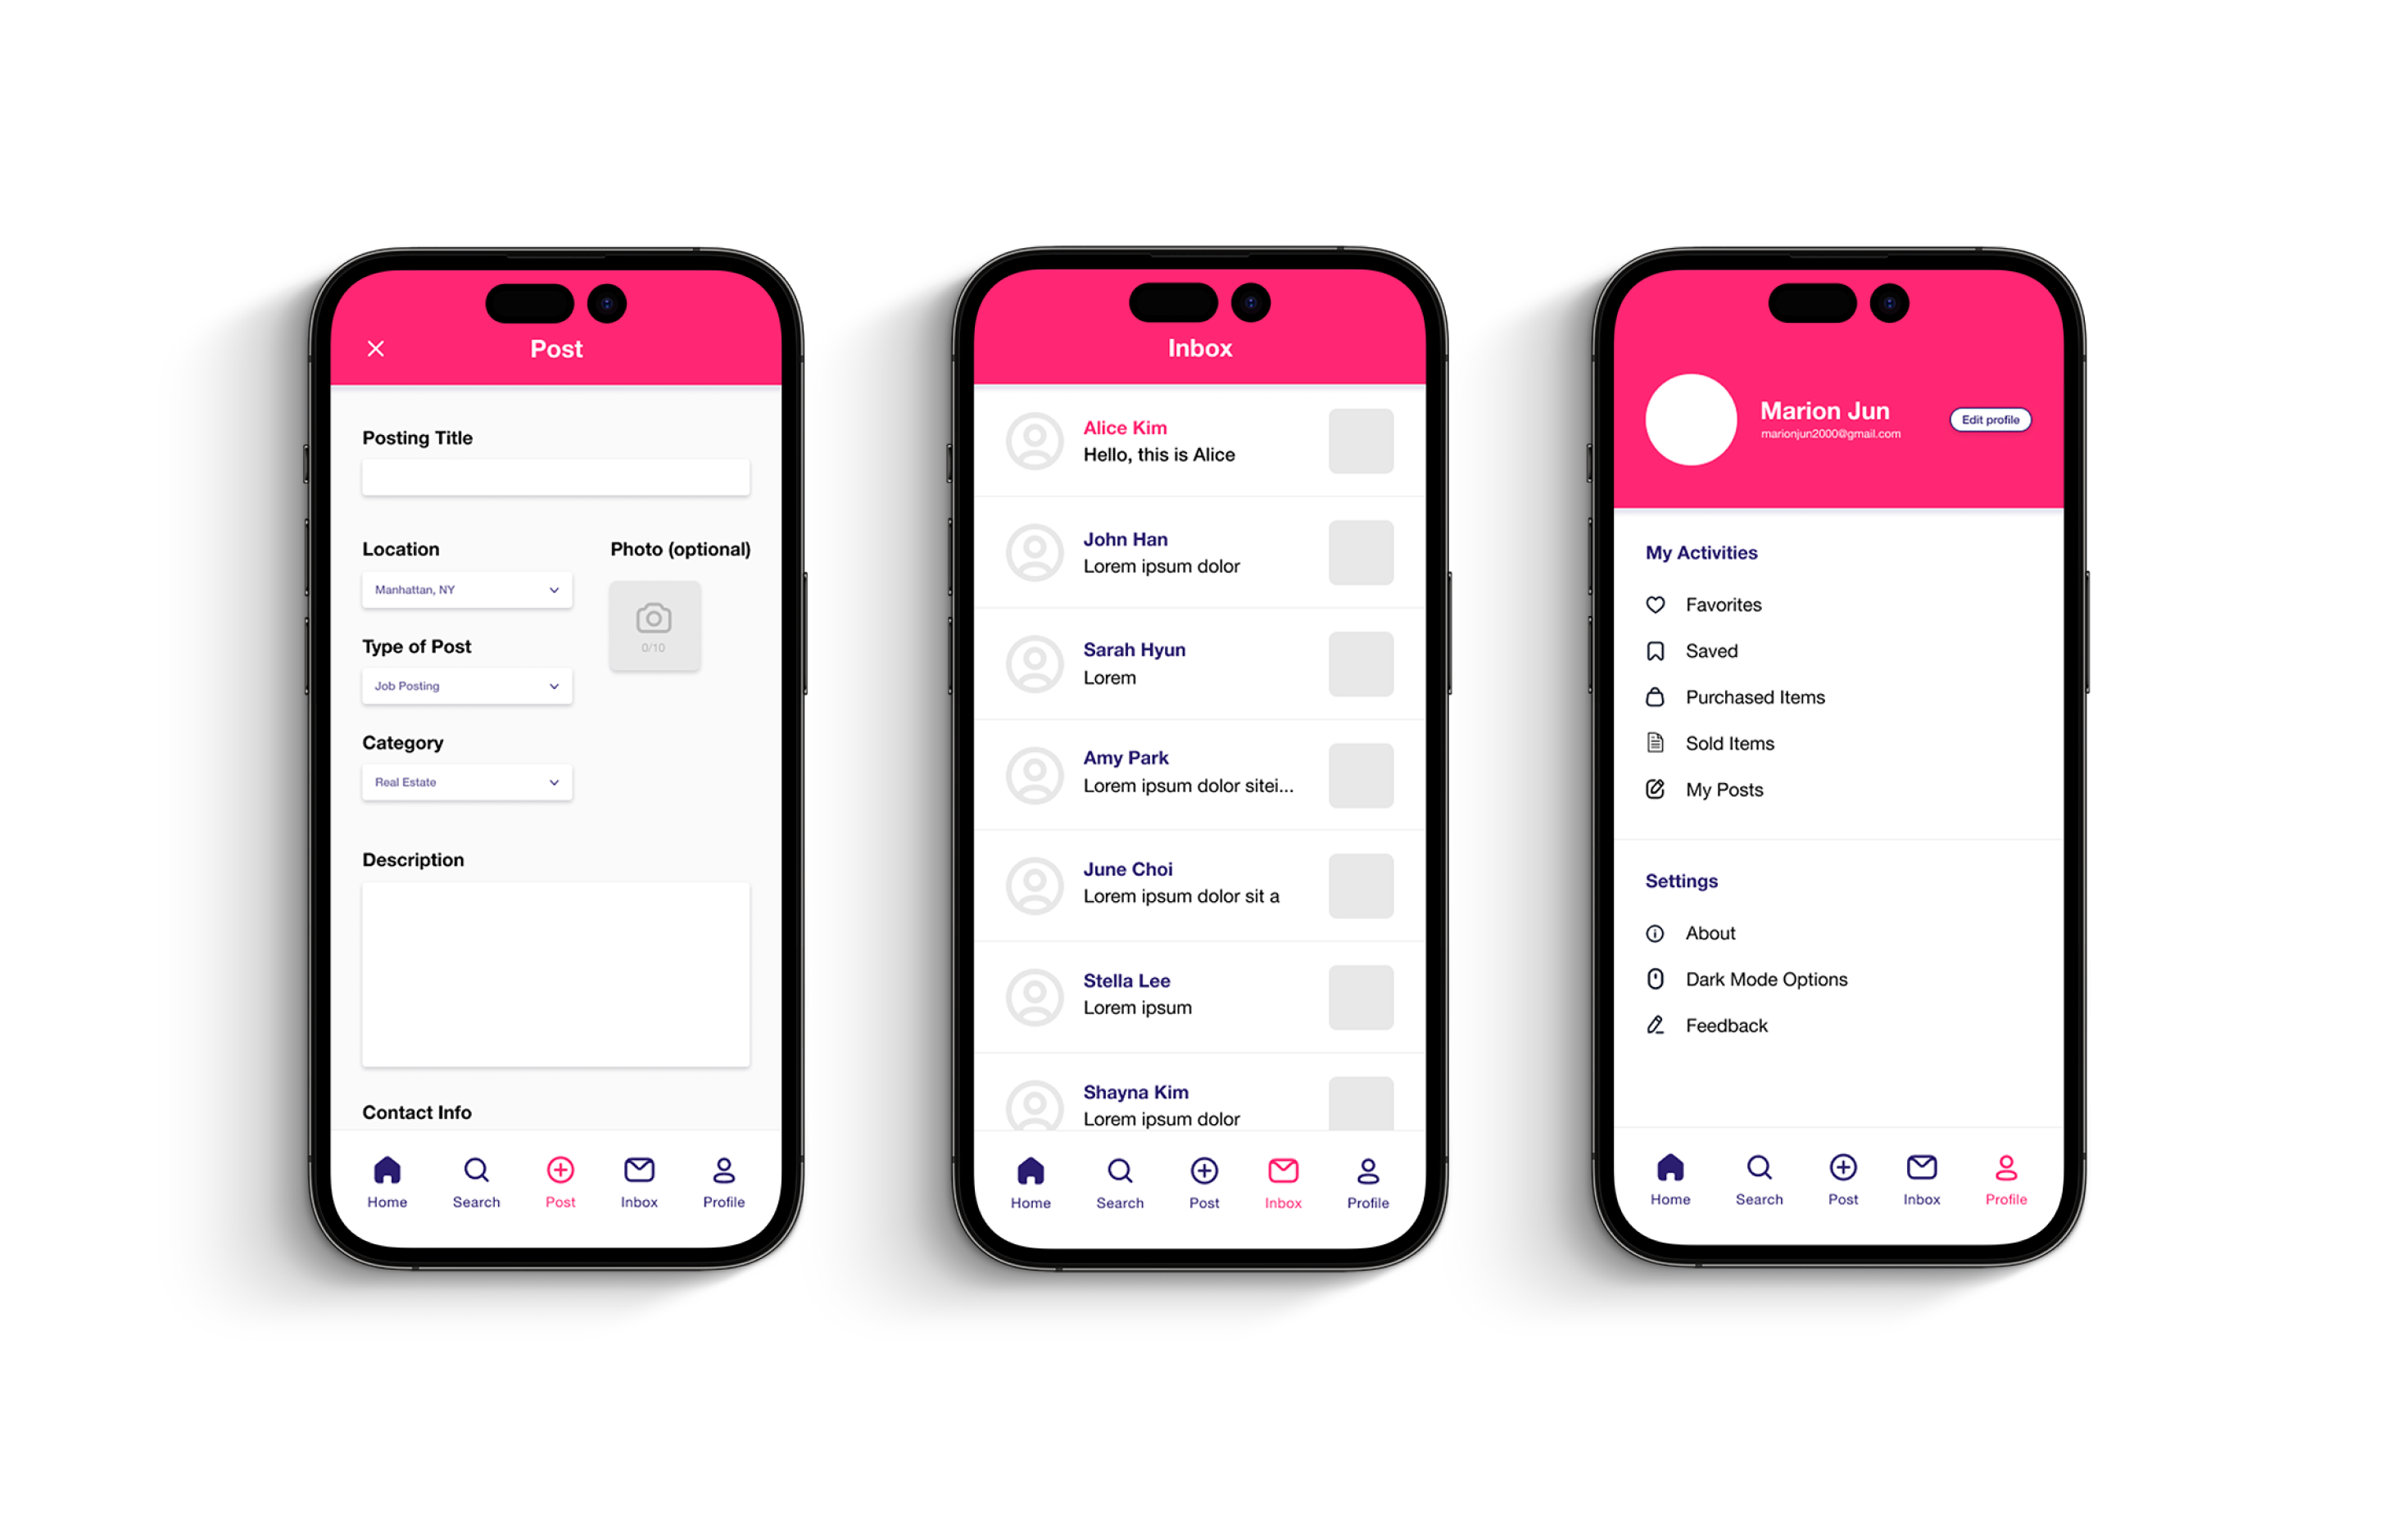 Post
Posting Title
Location
Photo (optional)
Manhattan, NY
0/10
Type of Post
Job Posting
Category
Real Estate
Description
Contact Info
Home
Search
Post
Inbox
Profile
Inbox
Alice Kim
Hello, this is Alice
John Han
Lorem ipsum dolor
Sarah Hyun
Lorem
Amy Park
Lorem ipsum dolor sitei...
June Choi
Lorem ipsum dolor sit a
Stella Lee
Lorem ipsum
Shayna Kim
Lorem ipsum dolor
Home
Search
Post
Inbox
Profile
Marion Jun
marionjun2000@gmail.com
Edit profile
My Activities
Favorites
Saved
Purchased Items
Sold Items
My Posts
Settings
About
Dark Mode Options
Feedback
Home
Search
Post
Inbox
Profile